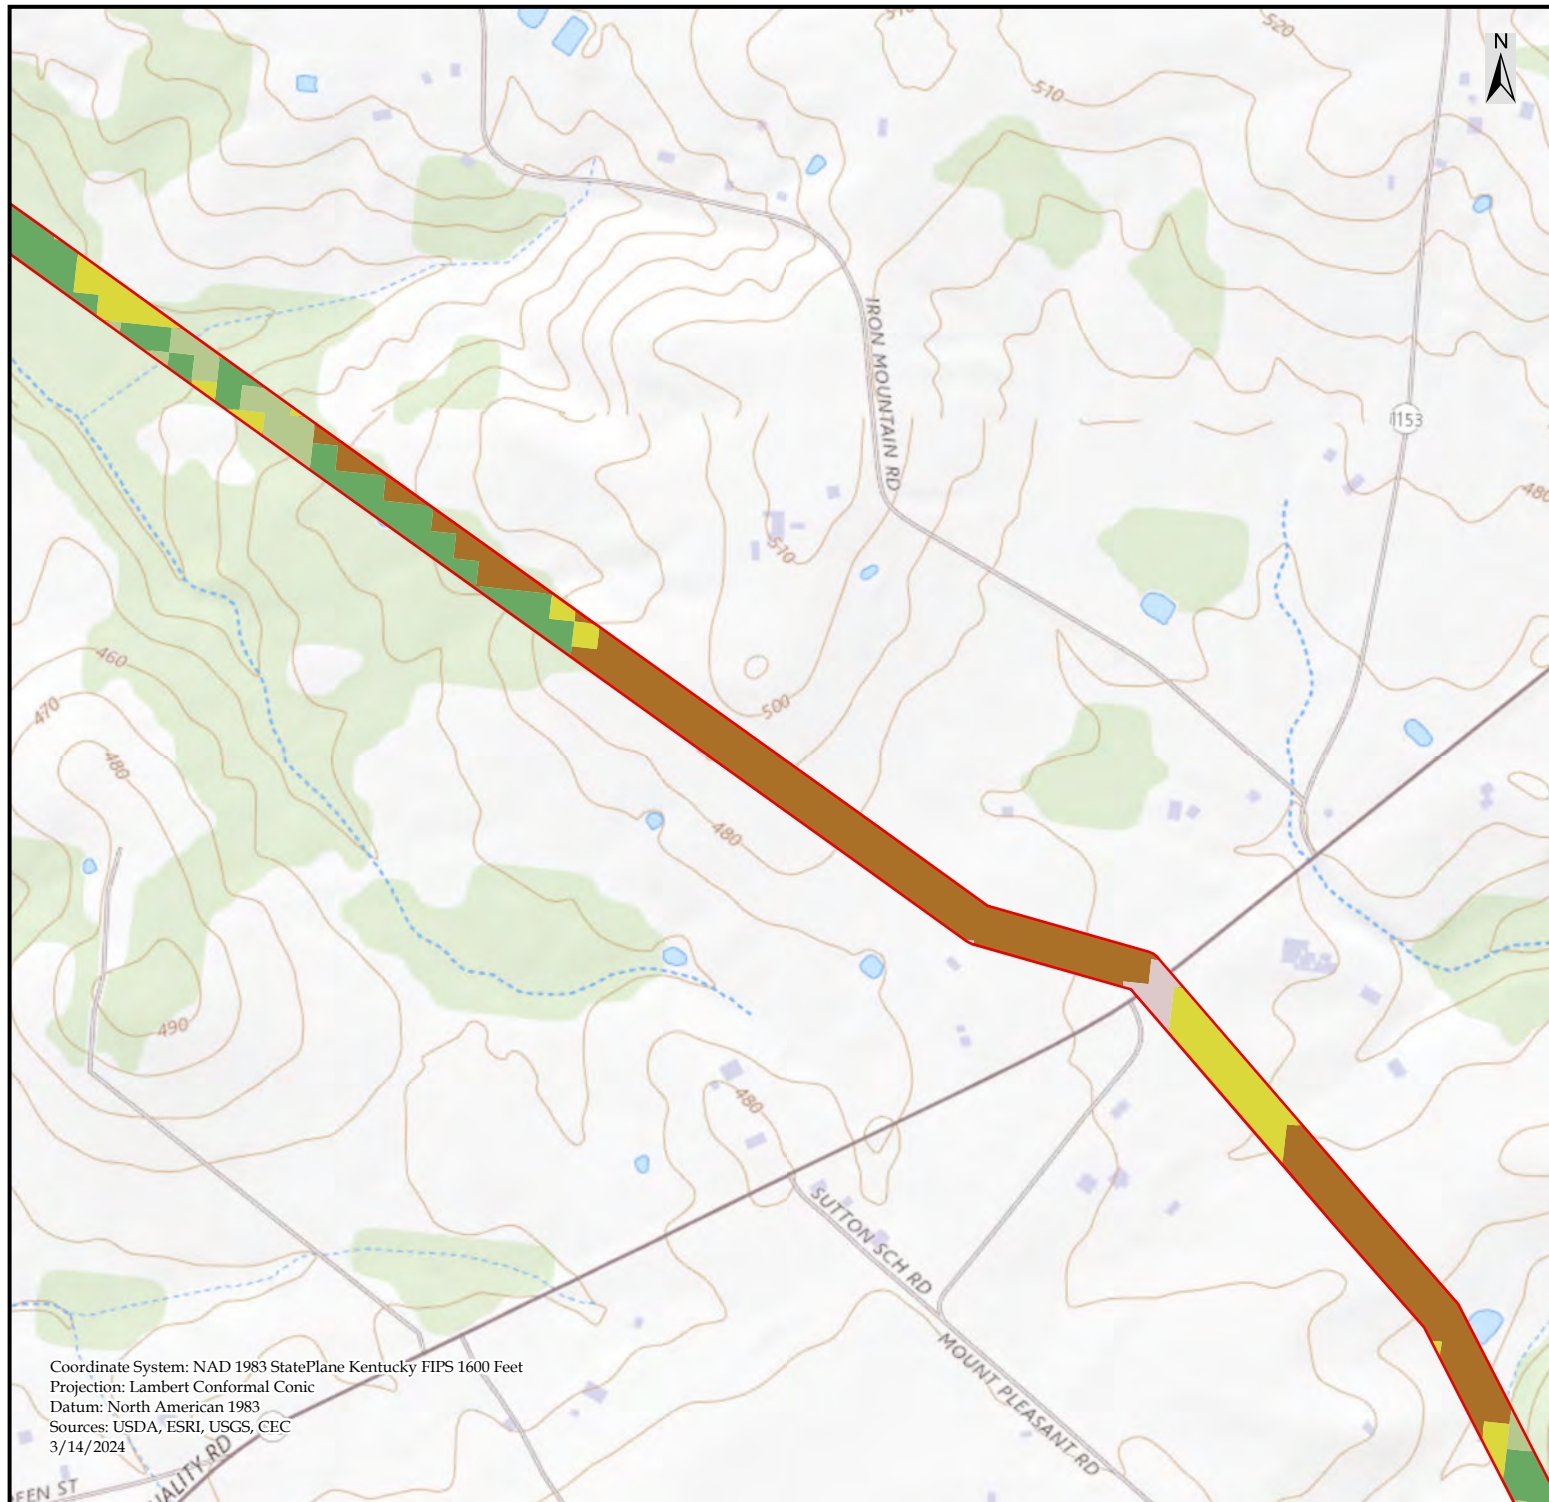 520
N
510
IRON MOUNTAIN RD
1153
480
510
460
470
500
480
480
490
480
SUTTON SCH RD
MOUNT PLEASANT RD
Coordinate System: NAD 1983 StatePlane Kentucky FIPS 1600 Feet
Projection: Lambert Conformal Conic
Datum: North American 1983
Sources: USDA, ESRI, USGS, CEC
3/14/2024
UALITY RD
EEN ST